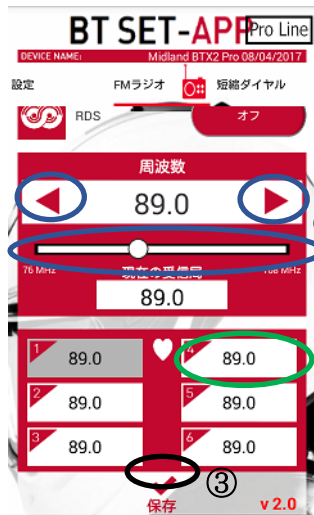 BT SET-APP Pro Line
DEVICE NAME: Midland BTX2 Pro 08/04/2017
設定 FMラジオ 短縮ダイヤル
RDS オフ
周波数
89.0
76 MHz 現在の受信局 108 MHz
89.0
1 89.0 4 89.0
2 89.0 5 89.0
3 89.0 6 89.0
③
保存 v 2.0